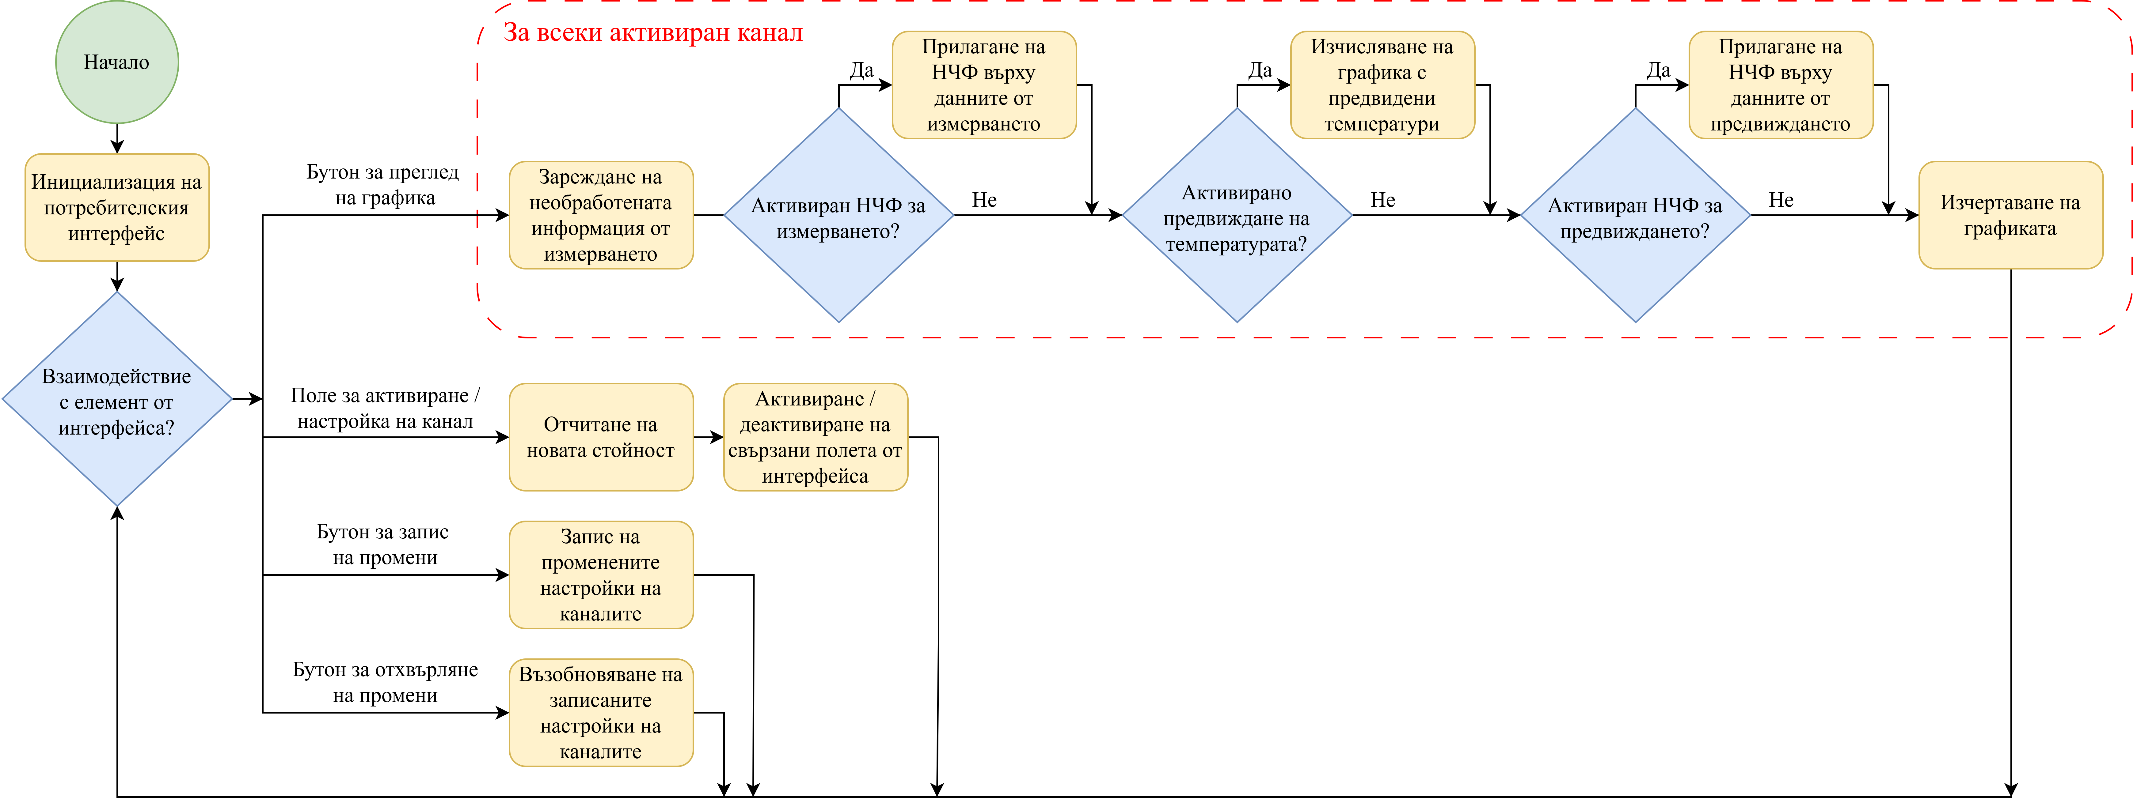 Начало
Инициализация на
потребителския
интерфейс
Взаимодействие
с елемент от
интерфейса?
За всеки активиран канал
Бутон за преглед
на графика
Зареждане на
необработената
информация от
измерването
Активиран НЧФ за
измерването?
Да
Прилагане на
НЧФ върху
данните от
измерването
Не
Активирано
предвиждане на
температурата?
Да
Изчисляване на
графика с
предвидени
температури
Не
Активиран НЧФ за
предвиждането?
Да
Прилагане на
НЧФ върху
данните от
предвиждането
Не
Изчертаване на
графиката
Поле за активиране /
настройка на канал
Отчитане на
новата стойност
Активиране /
деактивиране на
свързани полета от
интерфейса
Бутон за запис
на промени
Запис на
променените
настройки на
каналите
Бутон за отхвърляне
на промени
Възобновяване на
записаните
настройки на
каналите